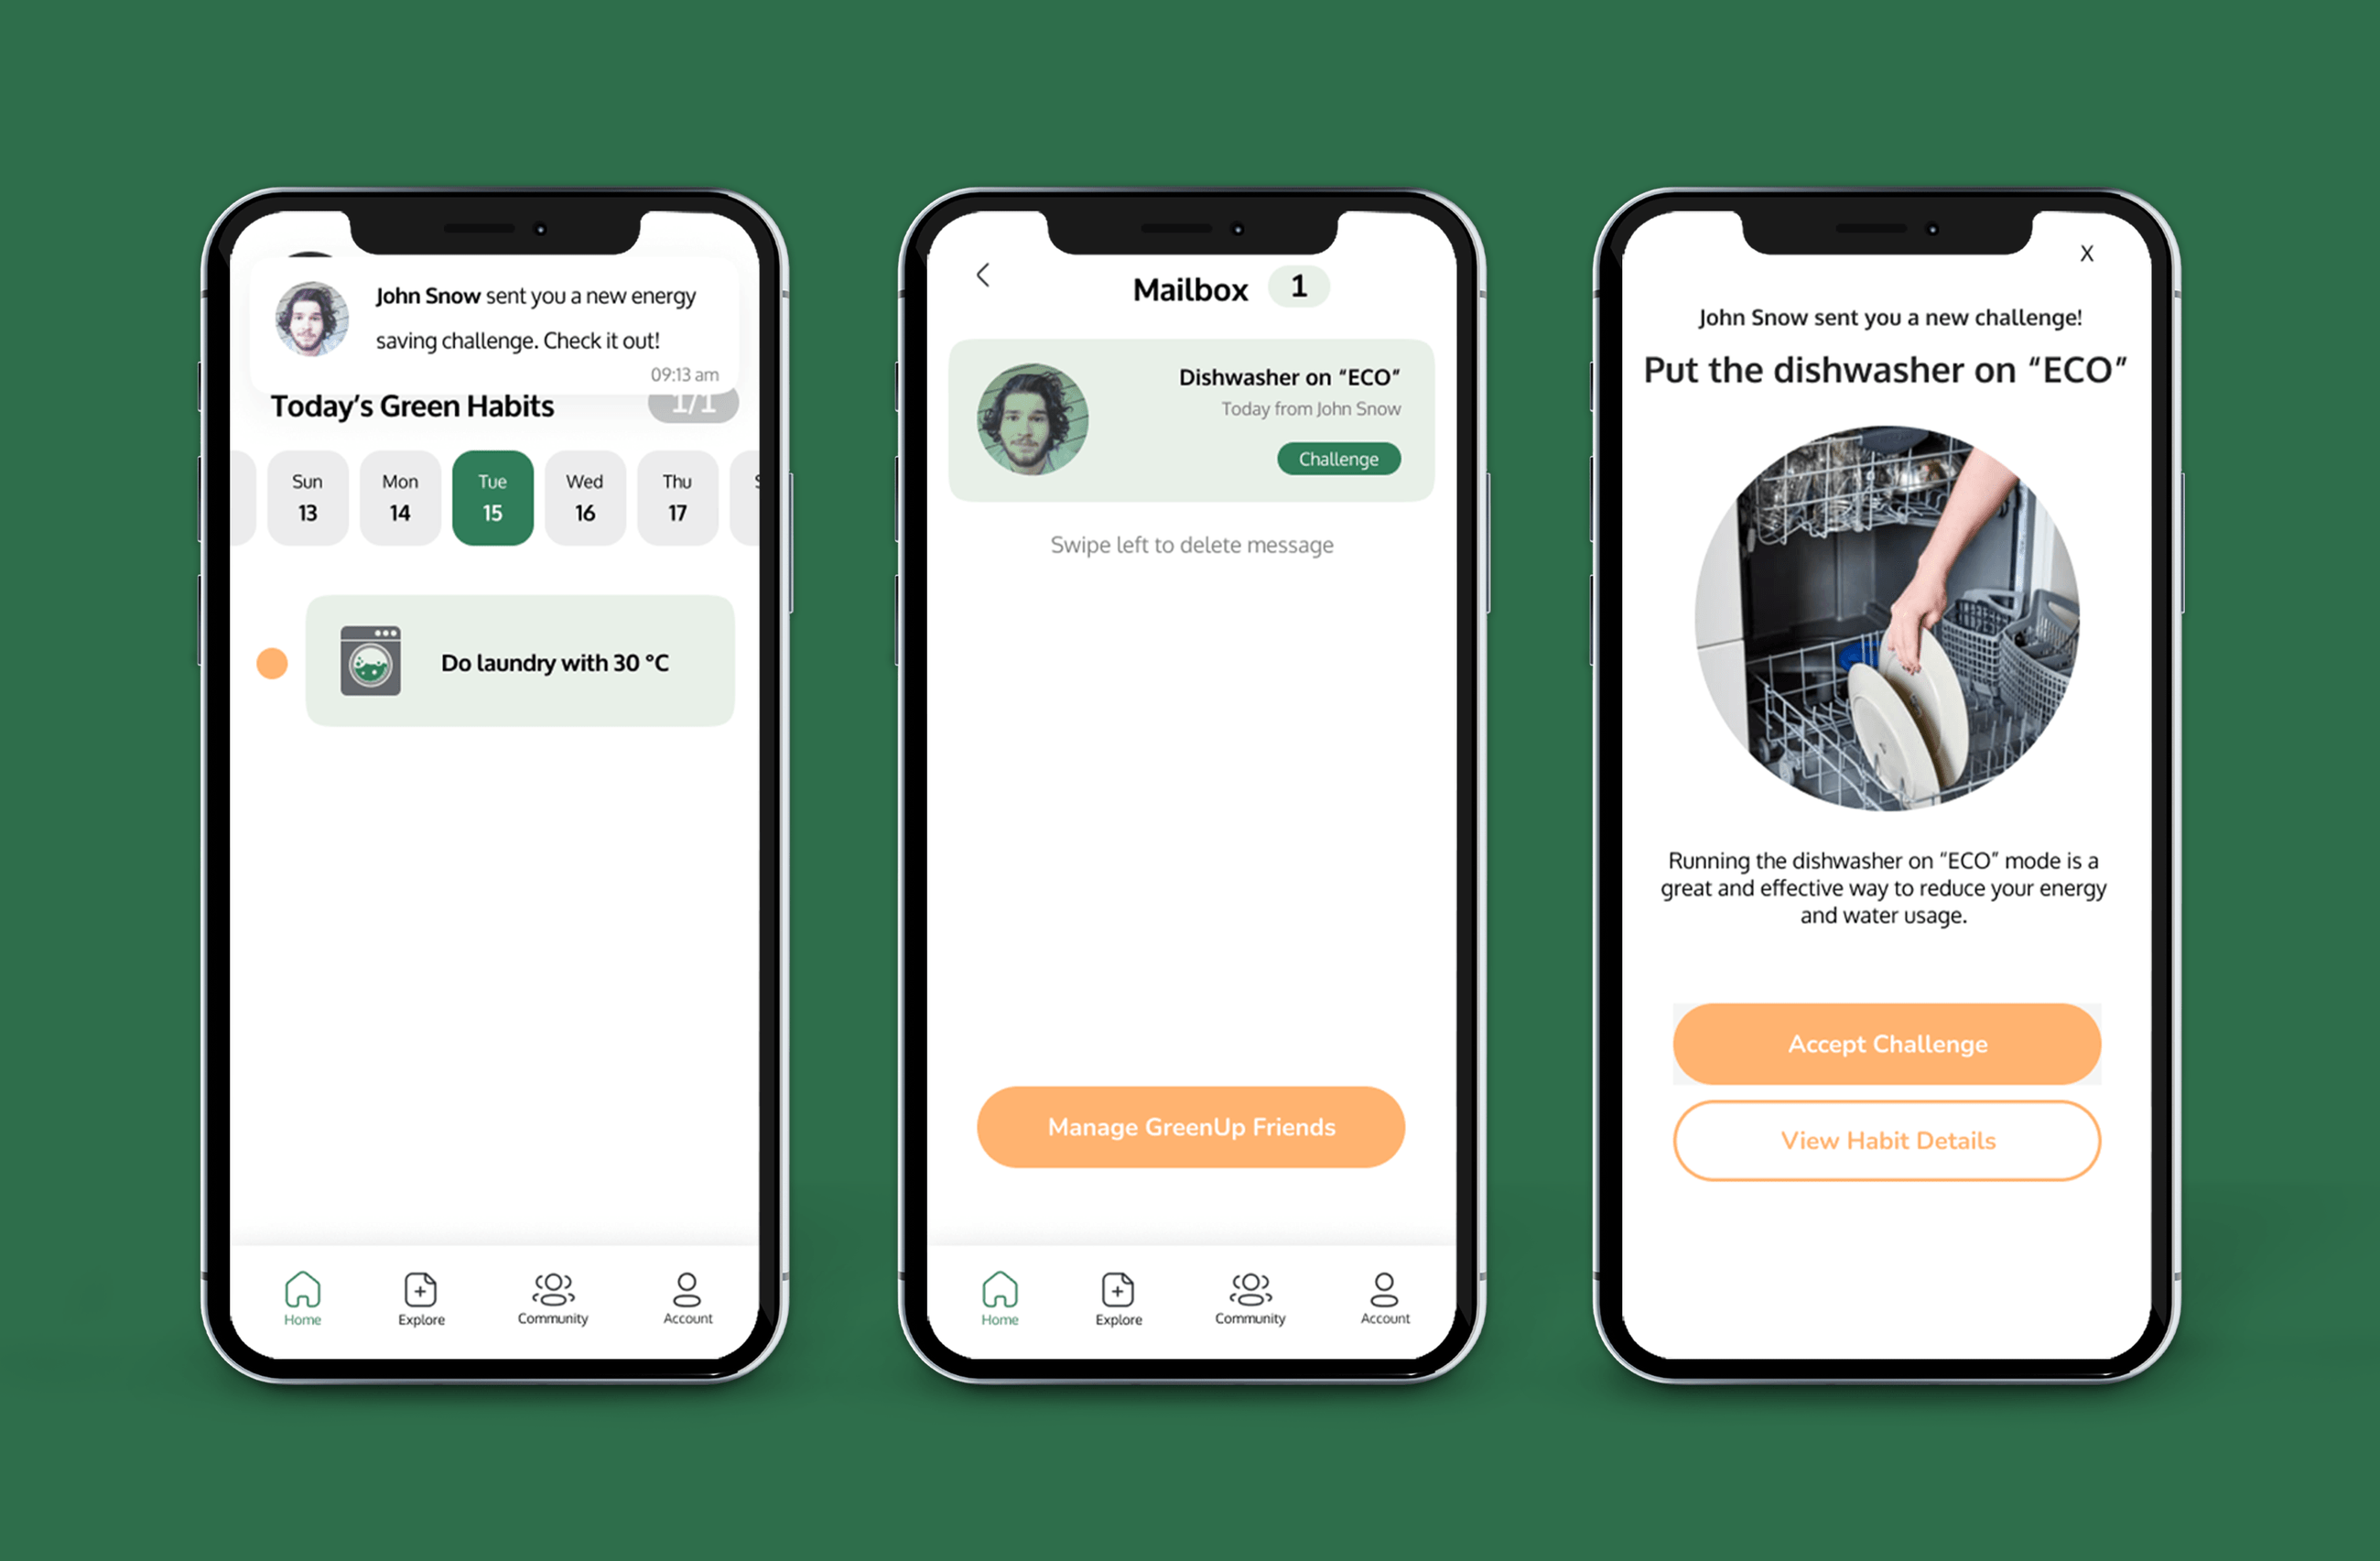 John Snow sent you a new energy
saving challenge. Check it out!
09:13 am
Today's Green Habits
1/1
Sun
13
Mon
14
Tue
15
Wed
16
Thu
17
Do laundry with 30 °C
Home
Explore
Community
Account
Mailbox 1
Dishwasher on “ECO”
Today from John Snow
Challenge
Swipe left to delete message
Manage GreenUp Friends
Home
Explore
Community
Account
X
John Snow sent you a new challenge!
Put the dishwasher on “ECO”
Running the dishwasher on “ECO” mode is a
great and effective way to reduce your energy
and water usage.
Accept Challenge
View Habit Details